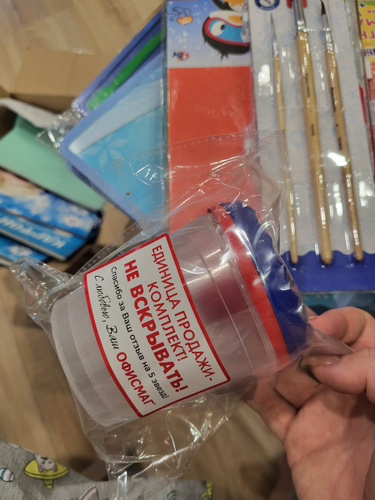 ЕДИНИЦА ПРОДАЖИ-
КОМПЛЕКТ!
НЕ ВСКРЫВАТЬ!
Спасибо за Ваш отзыв на 5 звезд!
С любовью, Ваш ОФИСМАГ